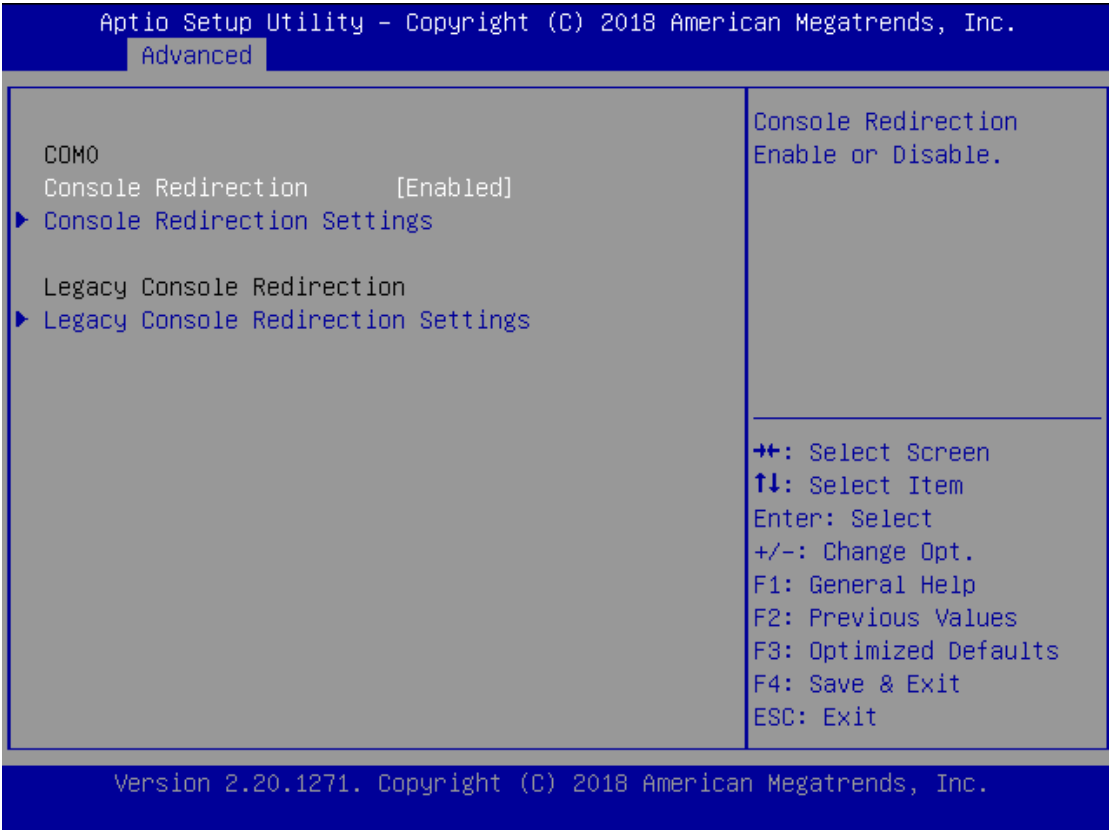 Aptio Setup Utility – Copyright (C) 2018 American Megatrends, Inc.
Advanced
COM0
Console Redirection [Enabled]
Console Redirection Settings
Legacy Console Redirection
Legacy Console Redirection Settings
Console Redirection
Enable or Disable.
→←: Select Screen
↑↓: Select Item
Enter: Select
+/-: Change Opt.
F1: General Help
F2: Previous Values
F3: Optimized Defaults
F4: Save & Exit
ESC: Exit
Version 2.20.1271. Copyright (C) 2018 American Megatrends, Inc.